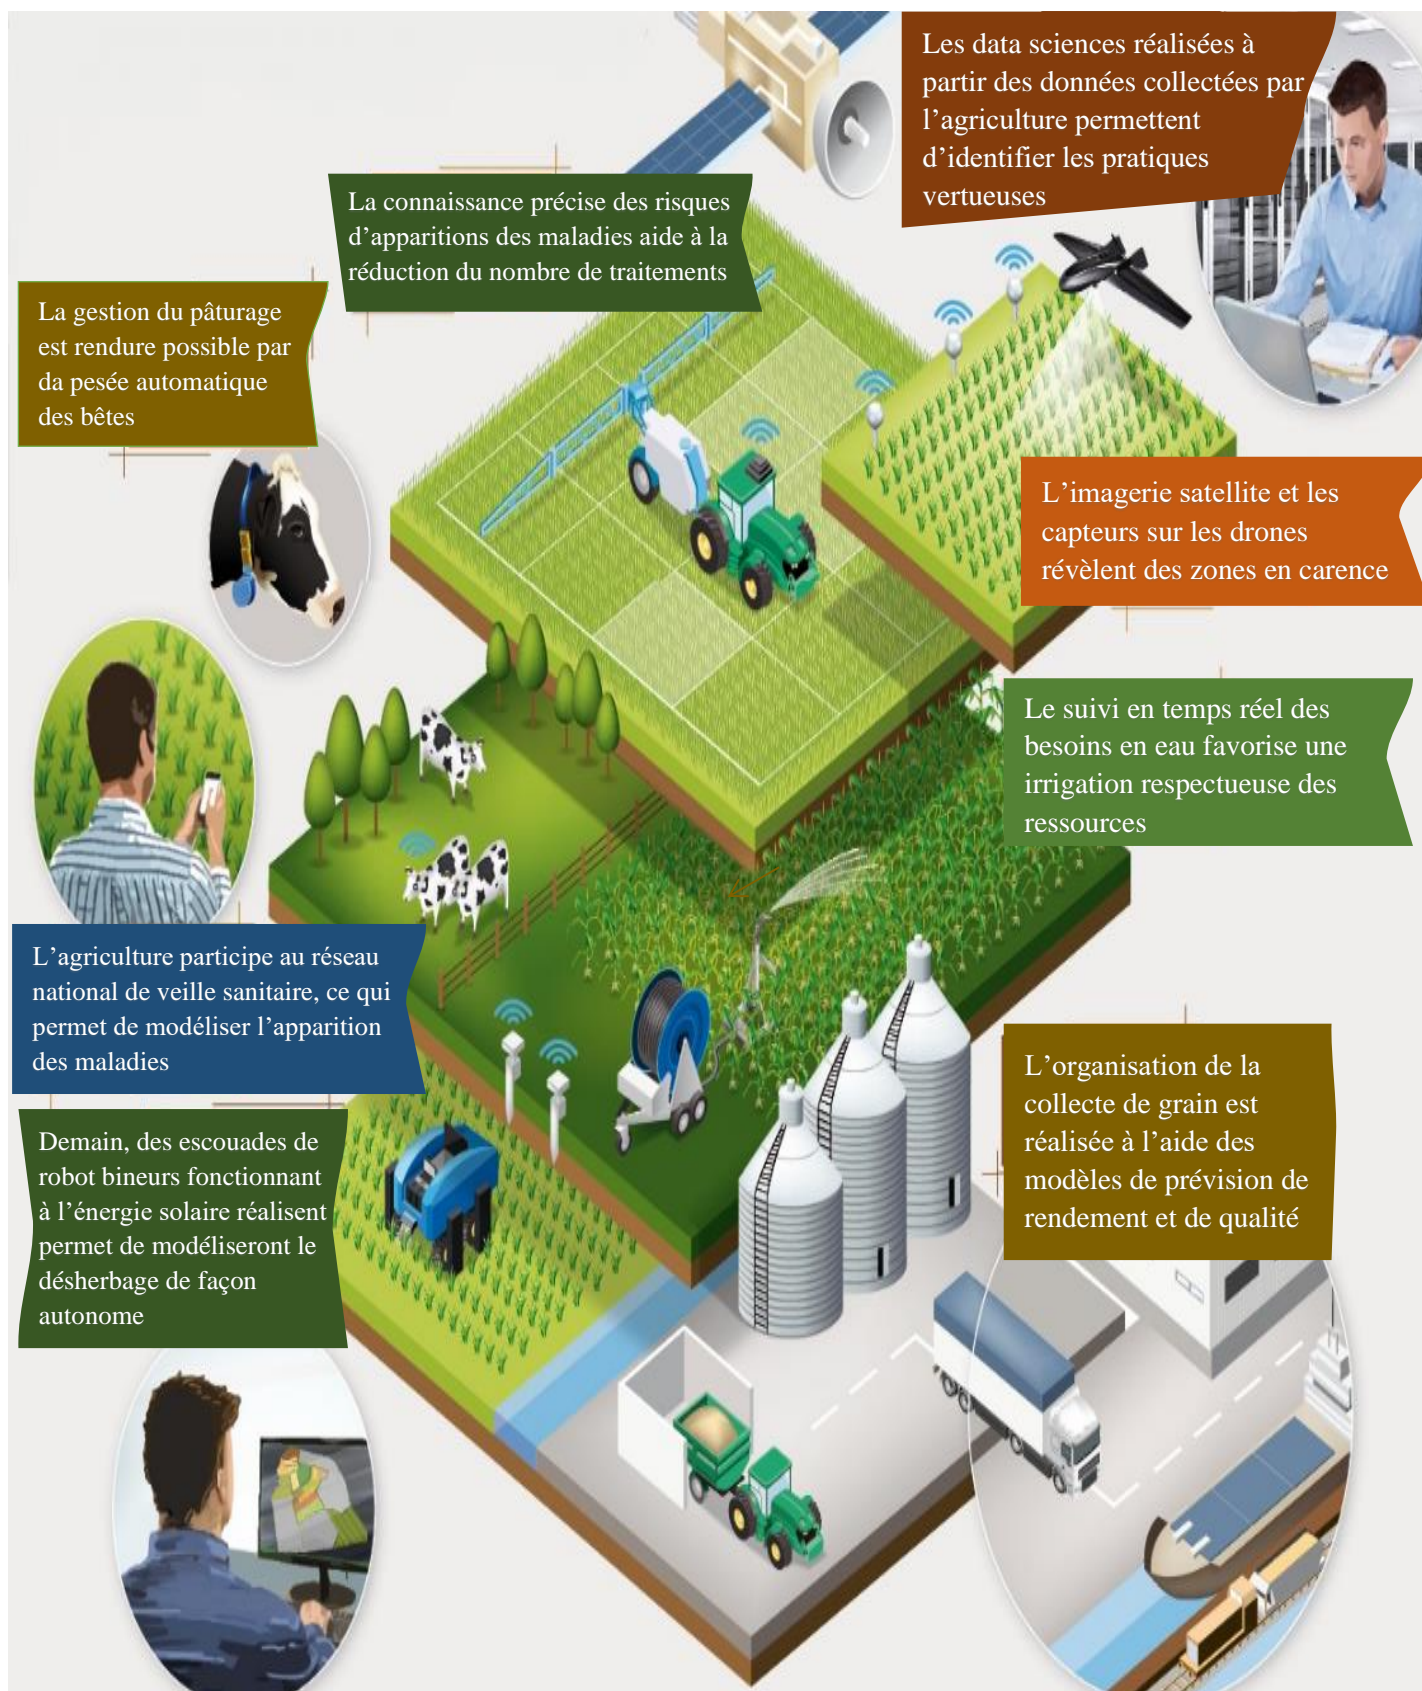 Les data sciences réalisées à
partir des données collectées par
l’agriculture permettent
d’identifier les pratiques
vertueuses
La connaissance précise des risques
d’apparitions des maladies aide à la
réduction du nombre de traitements
La gestion du pâturage
est rendure possible par
da pesée automatique
des bêtes
L’imagerie satellite et les
capteurs sur les drones
révèlent des zones en carence
Le suivi en temps réel des
besoins en eau favorise une
irrigation respectueuse des
ressources
L’agriculture participe au réseau
national de veille sanitaire, ce qui
permet de modéliser l’apparition
des maladies
L’organisation de la
collecte de grain est
réalisée à l’aide des
modèles de prévision de
rendement et de qualité
Demain, des escouades de
robot bineurs fonctionnant
à l’énergie solaire réalisent
permet de modéliseront le
désherbage de façon
autonome